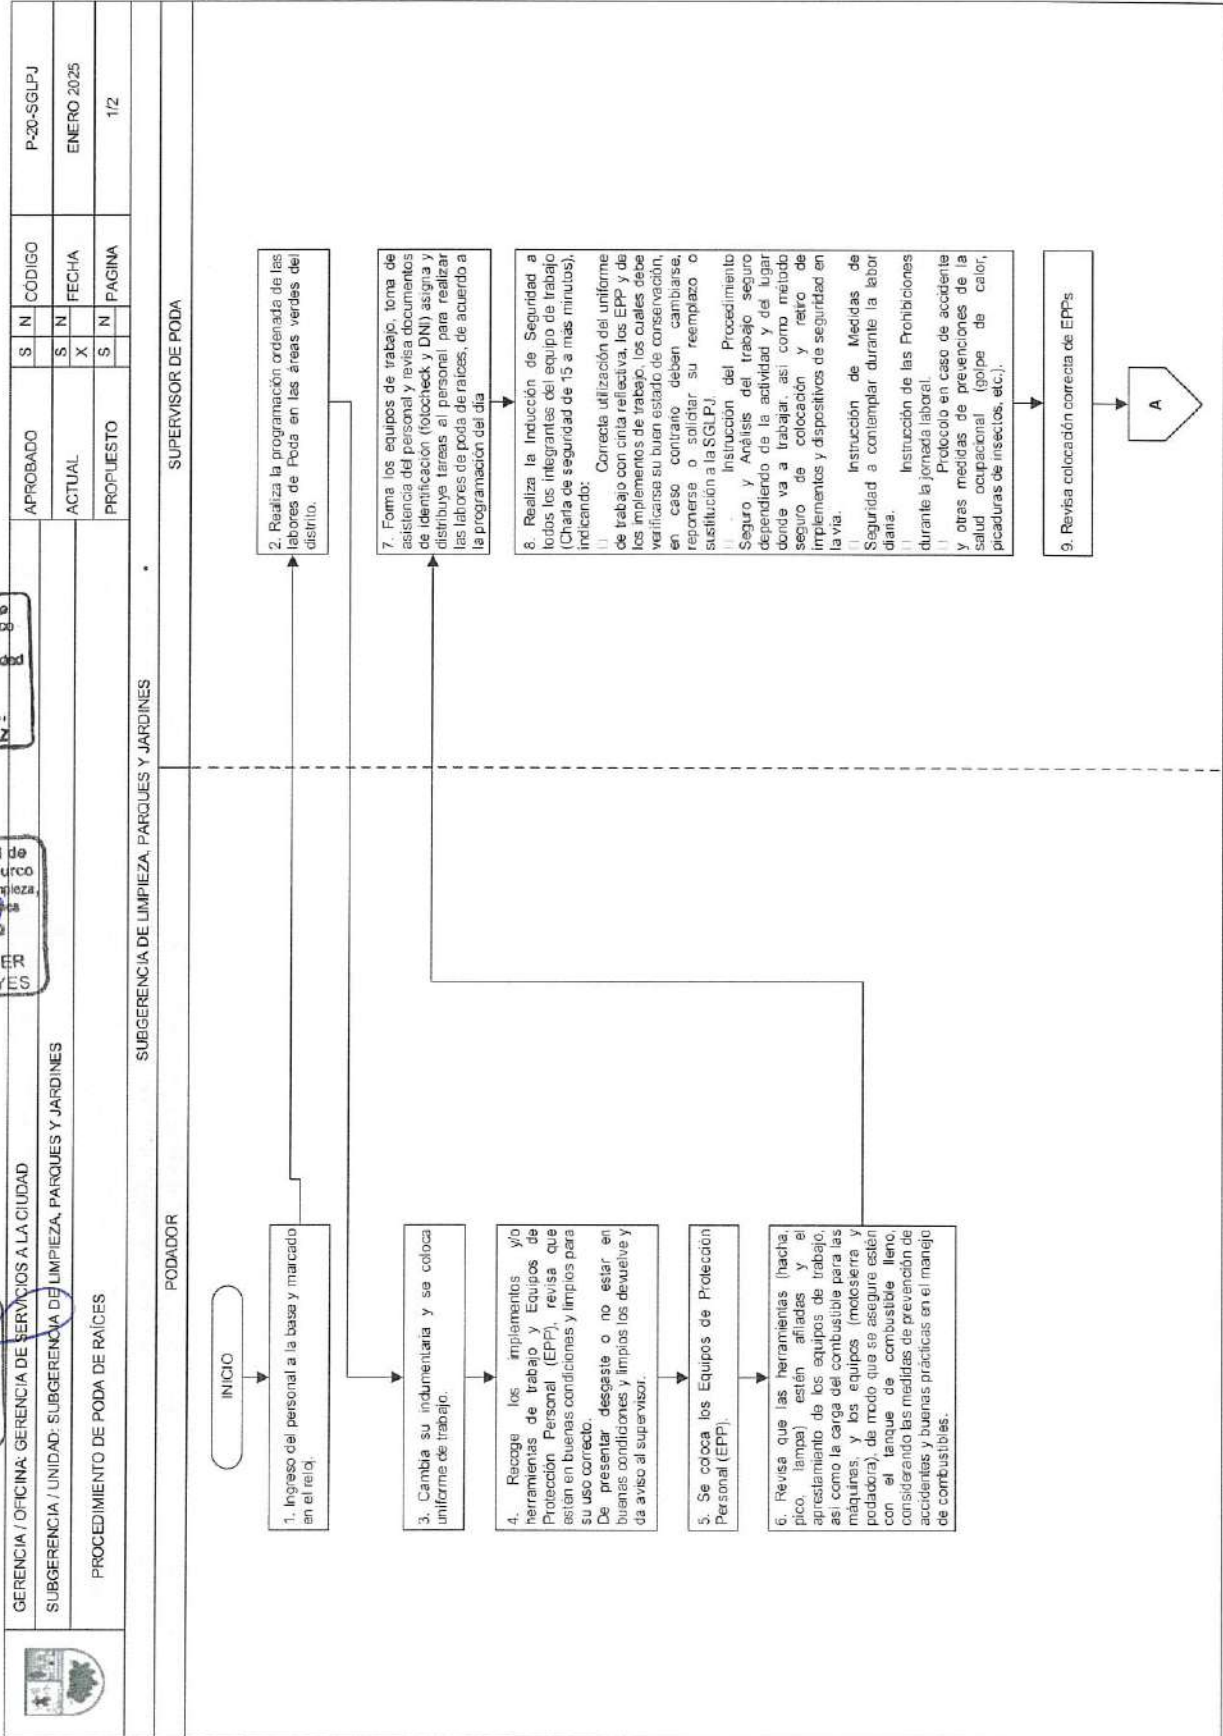 GERENCIA / OFICINA: GERENCIA DE SERVICIOS A LA CIUDAD
SUBGERENCIA / UNIDAD: SUBGERENCIA DE LIMPIEZA, PARQUES Y JARDINES
PROCEDIMIENTO DE PODA DE RAÍCES
APROBADO S N CÓDIGO P-20-SGLPJ
ACTUAL S N FECHA ENERO 2025
X
PROPUESTO S N PAGINA 1/2
de
urco
ER
YES
SUBGERENCIA DE LIMPIEZA, PARQUES Y JARDINES
PODADOR
SUPERVISOR DE PODA
INICIO
1. Ingreso del personal a la base y marcado
en el reloj.
2. Realiza la programación ordenada de las
labores de Poda en las áreas verdes del
distrito.
3. Cambia su indumentaria y se coloca
uniforme de trabajo.
4. Recoge los implementos y/o
herramientas de trabajo y Equipos de
Protección Personal (EPP), revisa que
estén en buenas condiciones y limpios para
su uso correcto.
De presentar desgaste o no estar en
buenas condiciones y limpios los devuelve y
da aviso al supervisor.
5. Se coloca los Equipos de Protección
Personal (EPP).
6. Revisa que las herramientas (hacha,
pico, lampa) estén afiladas y el
aprestamiento de los equipos de trabajo,
así como la carga del combustible para las
máquinas, y los equipos (motosierra y
podadora), de modo que se asegure estén
con el tanque de combustible lleno,
considerando las medidas de prevención de
accidentes y buenas prácticas en el manejo
de combustibles.
7. Forma los equipos de trabajo, toma de
asistencia del personal y revisa documentos
de identificación (fotocheck y DNI) asigna y
distribuye tareas al personal para realizar
las labores de poda de raíces, de acuerdo a
la programación del día
8. Realiza la Inducción de Seguridad a
todos los integrantes del equipo de trabajo
(Charla de seguridad de 15 a más minutos),
indicando:
Correcta utilización del uniforme
de trabajo con cinta reflectiva, los EPP y de
los implementos de trabajo, los cuales debe
verificarse su buen estado de conservación,
en caso contrario deben cambiarse,
reponerse o solicitar su reemplazo o
sustitución a la SGLPJ.
Instrucción del Procedimiento
Seguro y Análisis del trabajo seguro
dependiendo de la actividad y del lugar
donde va a trabajar, así como método
seguro de colocación y retiro de
implementos y dispositivos de seguridad en
la vía.
Instrucción de Medidas de
Seguridad a contemplar durante la labor
diaria.
Instrucción de las Prohibiciones
durante la jornada laboral.
Protocolo en caso de accidente
y otras medidas de prevenciones de la
salud ocupacional (golpe de calor,
picaduras de insectos, etc.).
9. Revisa colocación correcta de EPPs
A